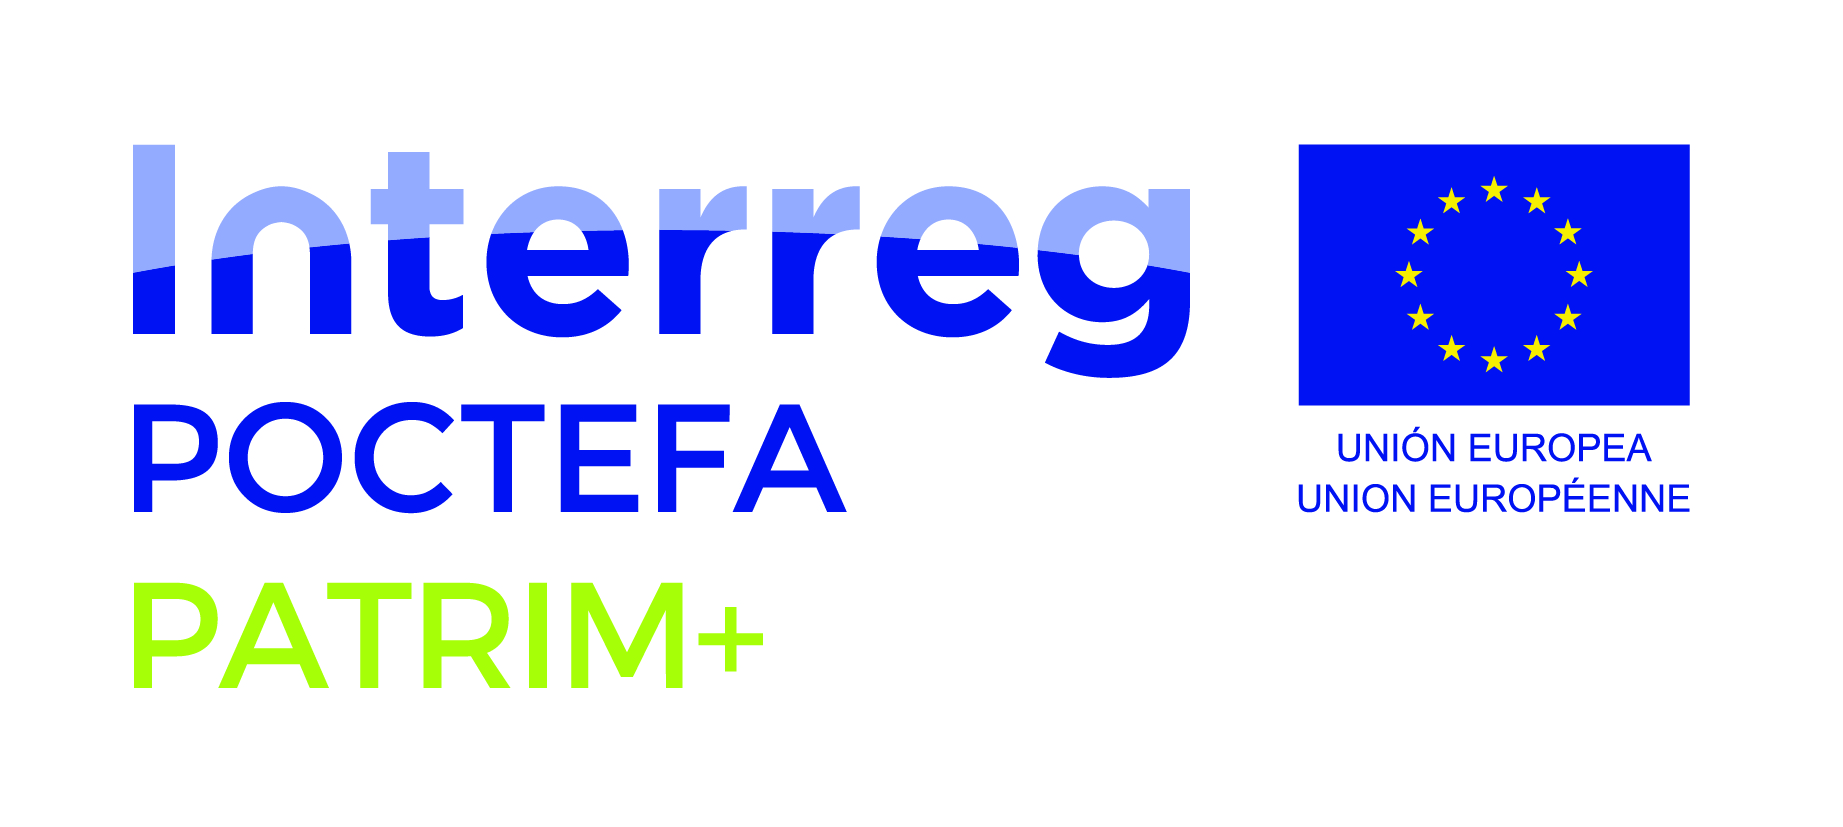 Interreg
POCTEFA
PATRIM+
UNIÓN EUROPEA
UNION EUROPÉENNE